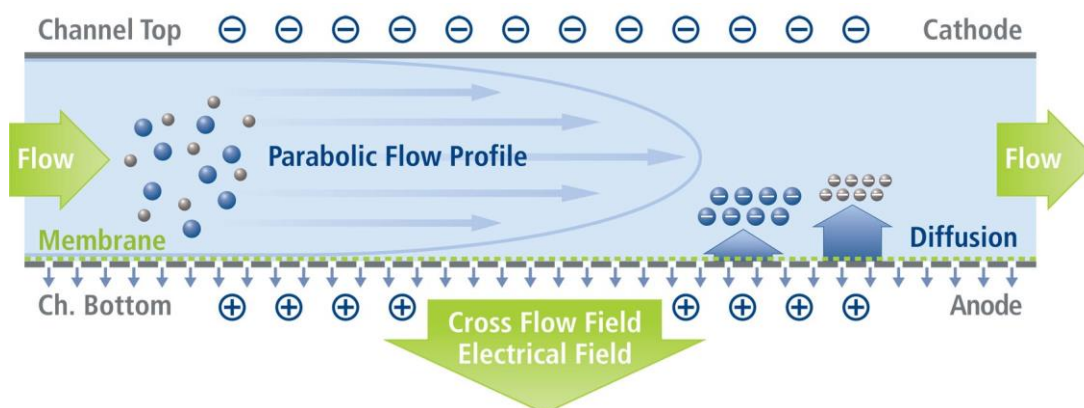 Channel Top
Cathode
Flow
Parabolic Flow Profile
Flow
Membrane
Diffusion
Ch. Bottom
Anode
Cross Flow Field
Electrical Field